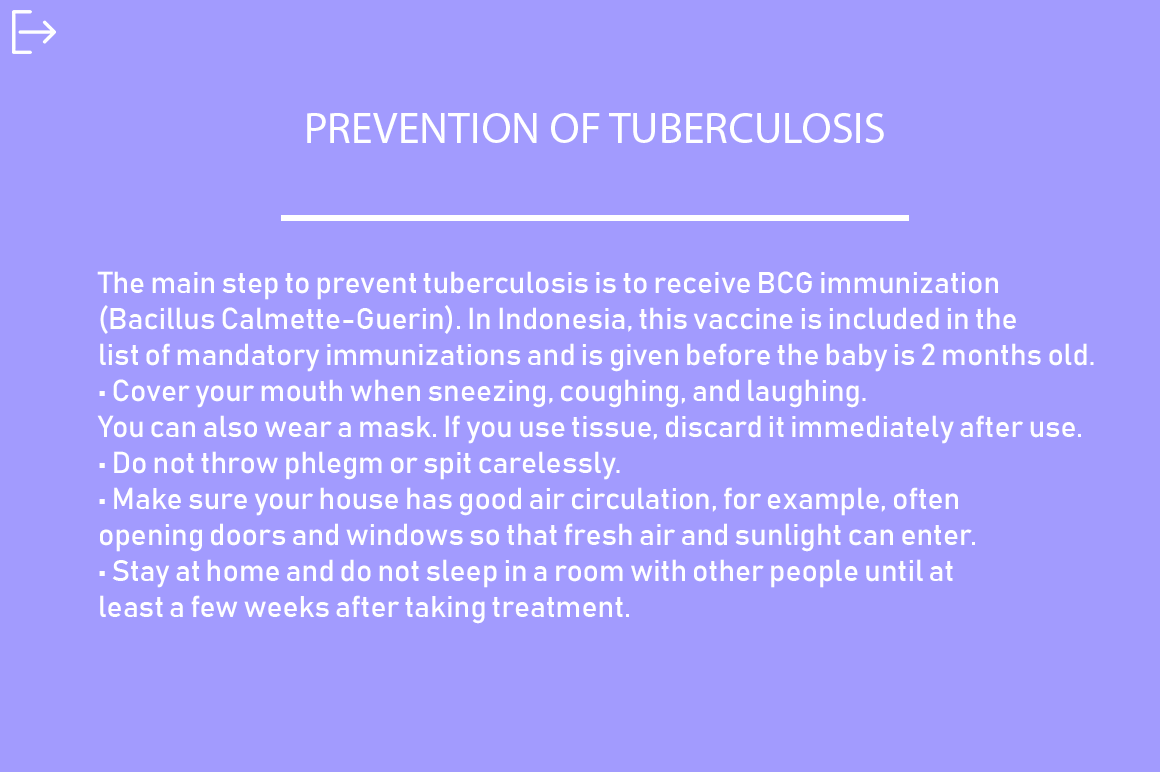 PREVENTION OF TUBERCULOSIS
The main step to prevent tuberculosis is to receive BCG immunization
(Bacillus Calmette-Guerin). In Indonesia, this vaccine is included in the
list of mandatory immunizations and is given before the baby is 2 months old.
• Cover your mouth when sneezing, coughing, and laughing.
You can also wear a mask. If you use tissue, discard it immediately after use.
• Do not throw phlegm or spit carelessly.
• Make sure your house has good air circulation, for example, often
opening doors and windows so that fresh air and sunlight can enter.
• Stay at home and do not sleep in a room with other people until at
least a few weeks after taking treatment.